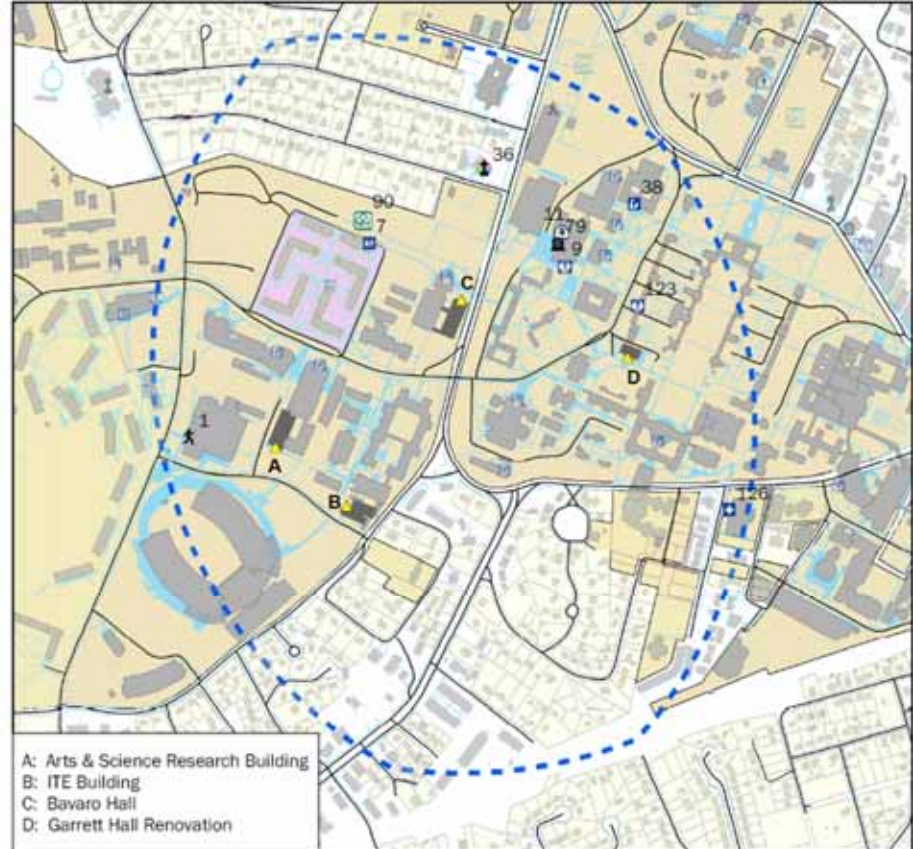 36
38
90
7
11
79
9
C
123
D
1
A
B
126
A: Arts & Science Research Building
B: ITE Building
C: Bavaro Hall
D: Garrett Hall Renovation